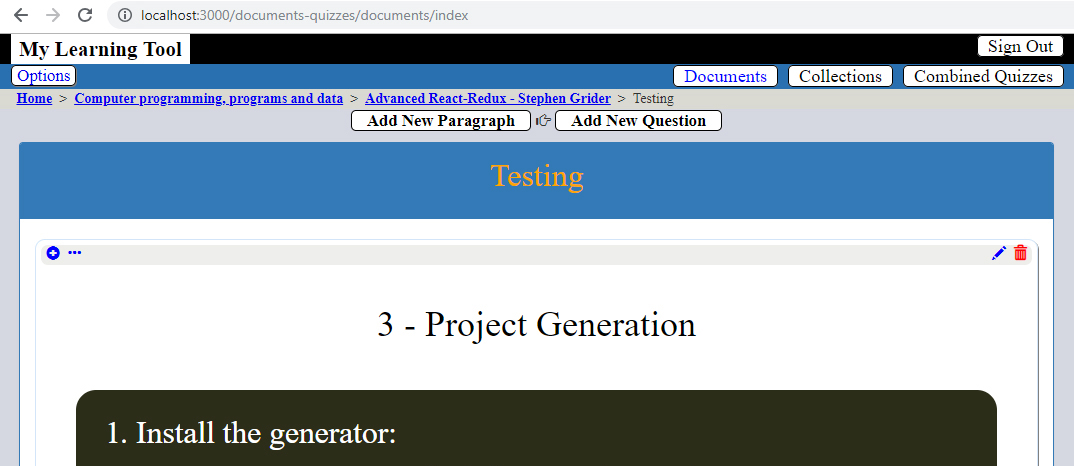 localhost:3000/documents-quizzes/documents/index
My Learning Tool Sign Out
Options Documents Collections Combined Quizzes
Home > Computer programming, programs and data > Advanced React-Redux - Stephen Grider > Testing
Add New Paragraph Add New Question
Testing
3 - Project Generation
1. Install the generator: